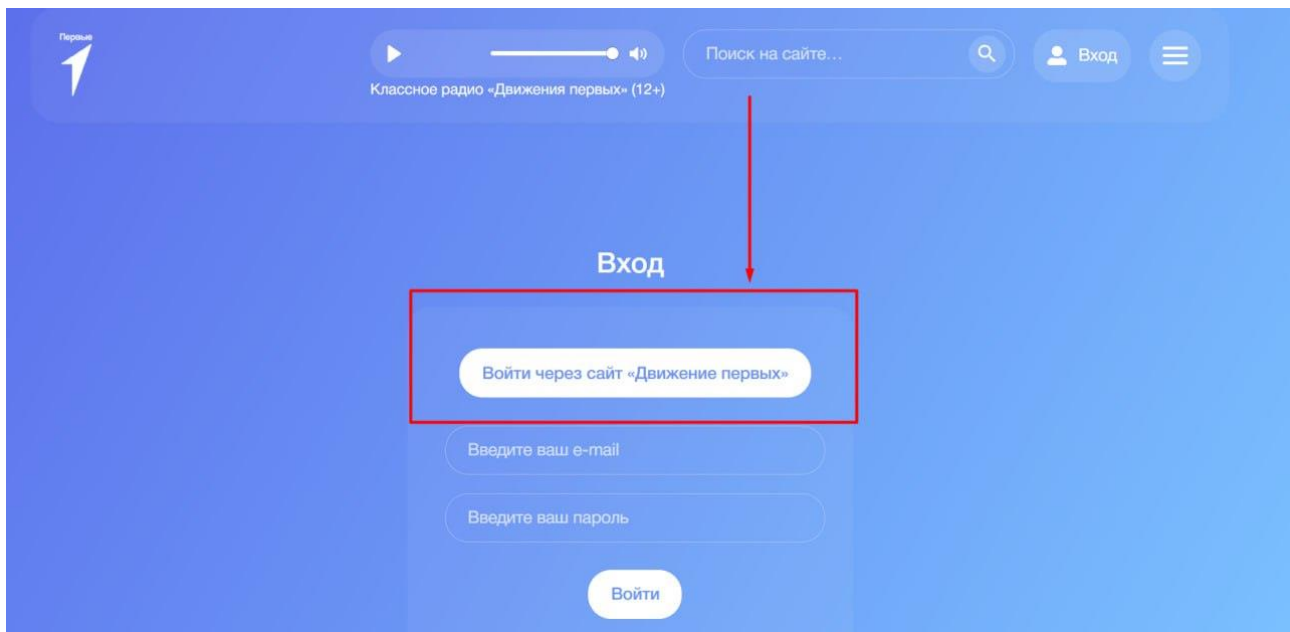 Первые
Поиск на сайте...
Вход
Классное радио «Движения первых» (12+)
Вход
Войти через сайт «Движение первых»
Введите ваш e-mail
Введите ваш пароль
Войти